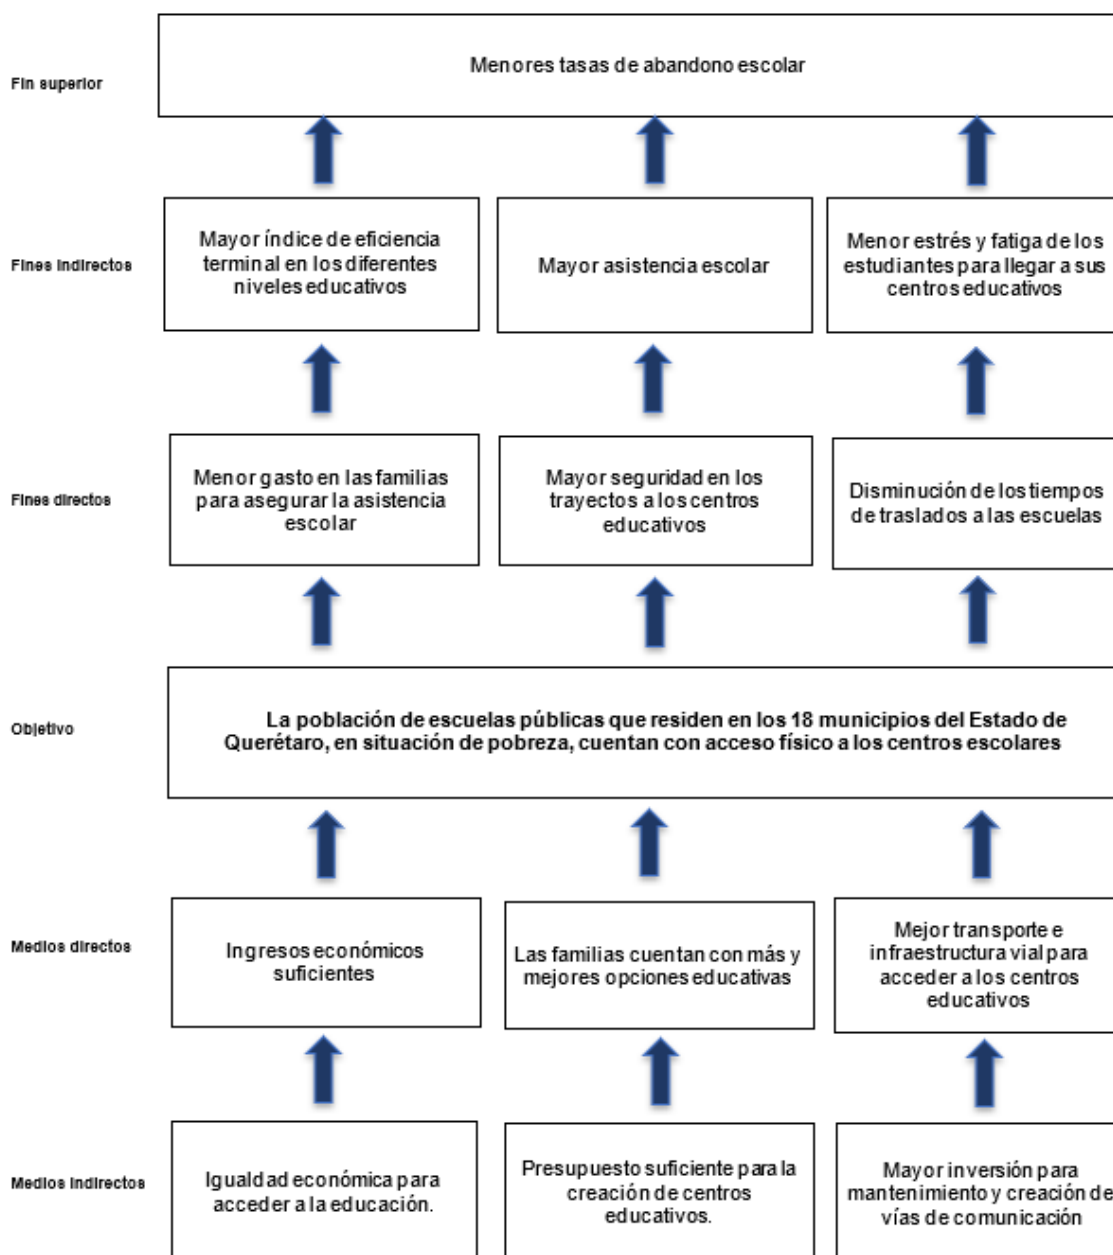 Fin superior
Menores tasas de abandono escolar
Fines indirectos
Mayor índice de eficiencia
terminal en los diferentes
niveles educativos
Mayor asistencia escolar
Menor estrés y fatiga de los
estudiantes para llegar a sus
centros educativos
Fines directos
Menor gasto en las familias
para asegurar la asistencia
escolar
Mayor seguridad en los
trayectos a los centros
educativos
Disminución de los tiempos
de traslados a las escuelas
Objetivo
La población de escuelas públicas que residen en los 18 municipios del Estado de
Querétaro, en situación de pobreza, cuentan con acceso físico a los centros escolares
Medios directos
Ingresos económicos
suficientes
Las familias cuentan con más y
mejores opciones educativas
Mejor transporte e
infraestructura vial para
acceder a los centros
educativos
Medios indirectos
Igualdad económica para
acceder a la educación.
Presupuesto suficiente para la
creación de centros
educativos.
Mayor inversión para
mantenimiento y creación de
vías de comunicación